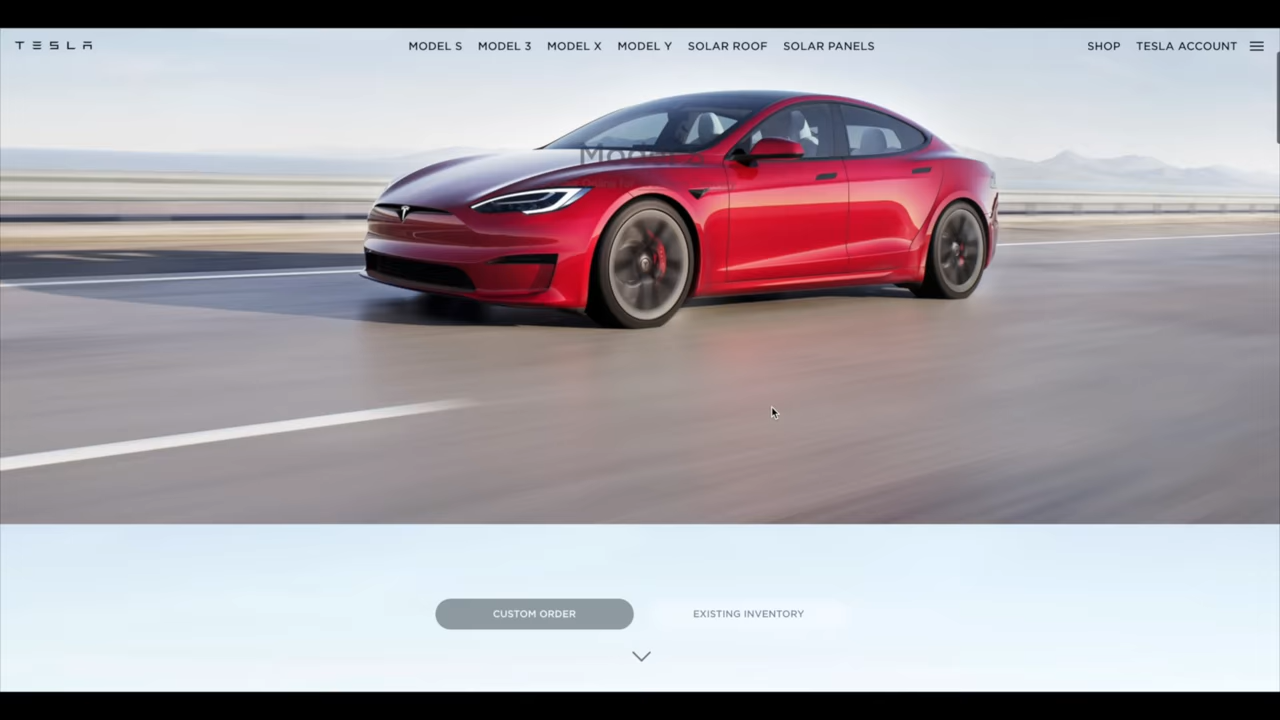 TESLA
MODEL S MODEL 3 MODEL X MODEL Y SOLAR ROOF SOLAR PANELS
SHOP TESLA ACCOUNT
CUSTOM ORDER
EXISTING INVENTORY